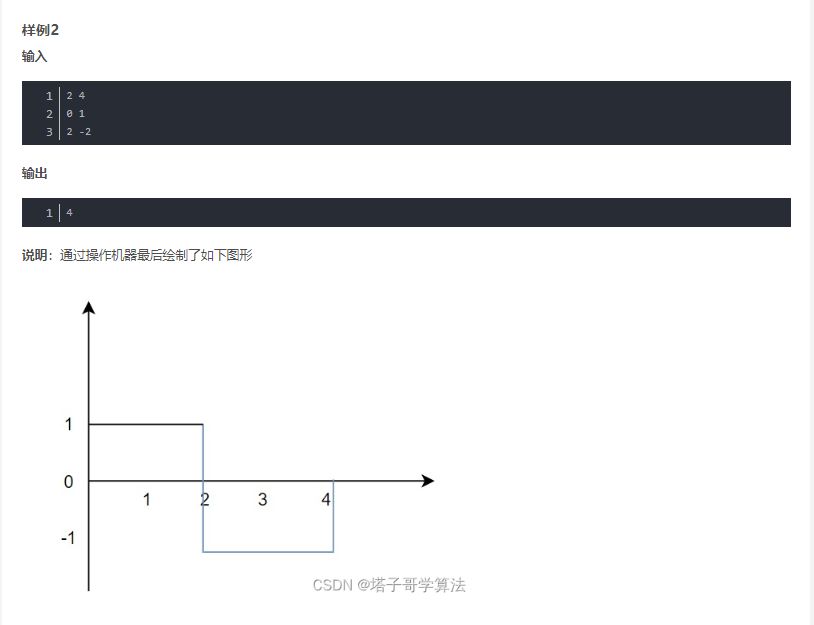 样例2
输入
1 2 4
2 0 1
3 2 -2
输出
1 4
说明：通过操作机器最后绘制了如下图形
1
0
1 2 3 4
-1
CSDN @塔子哥学算法